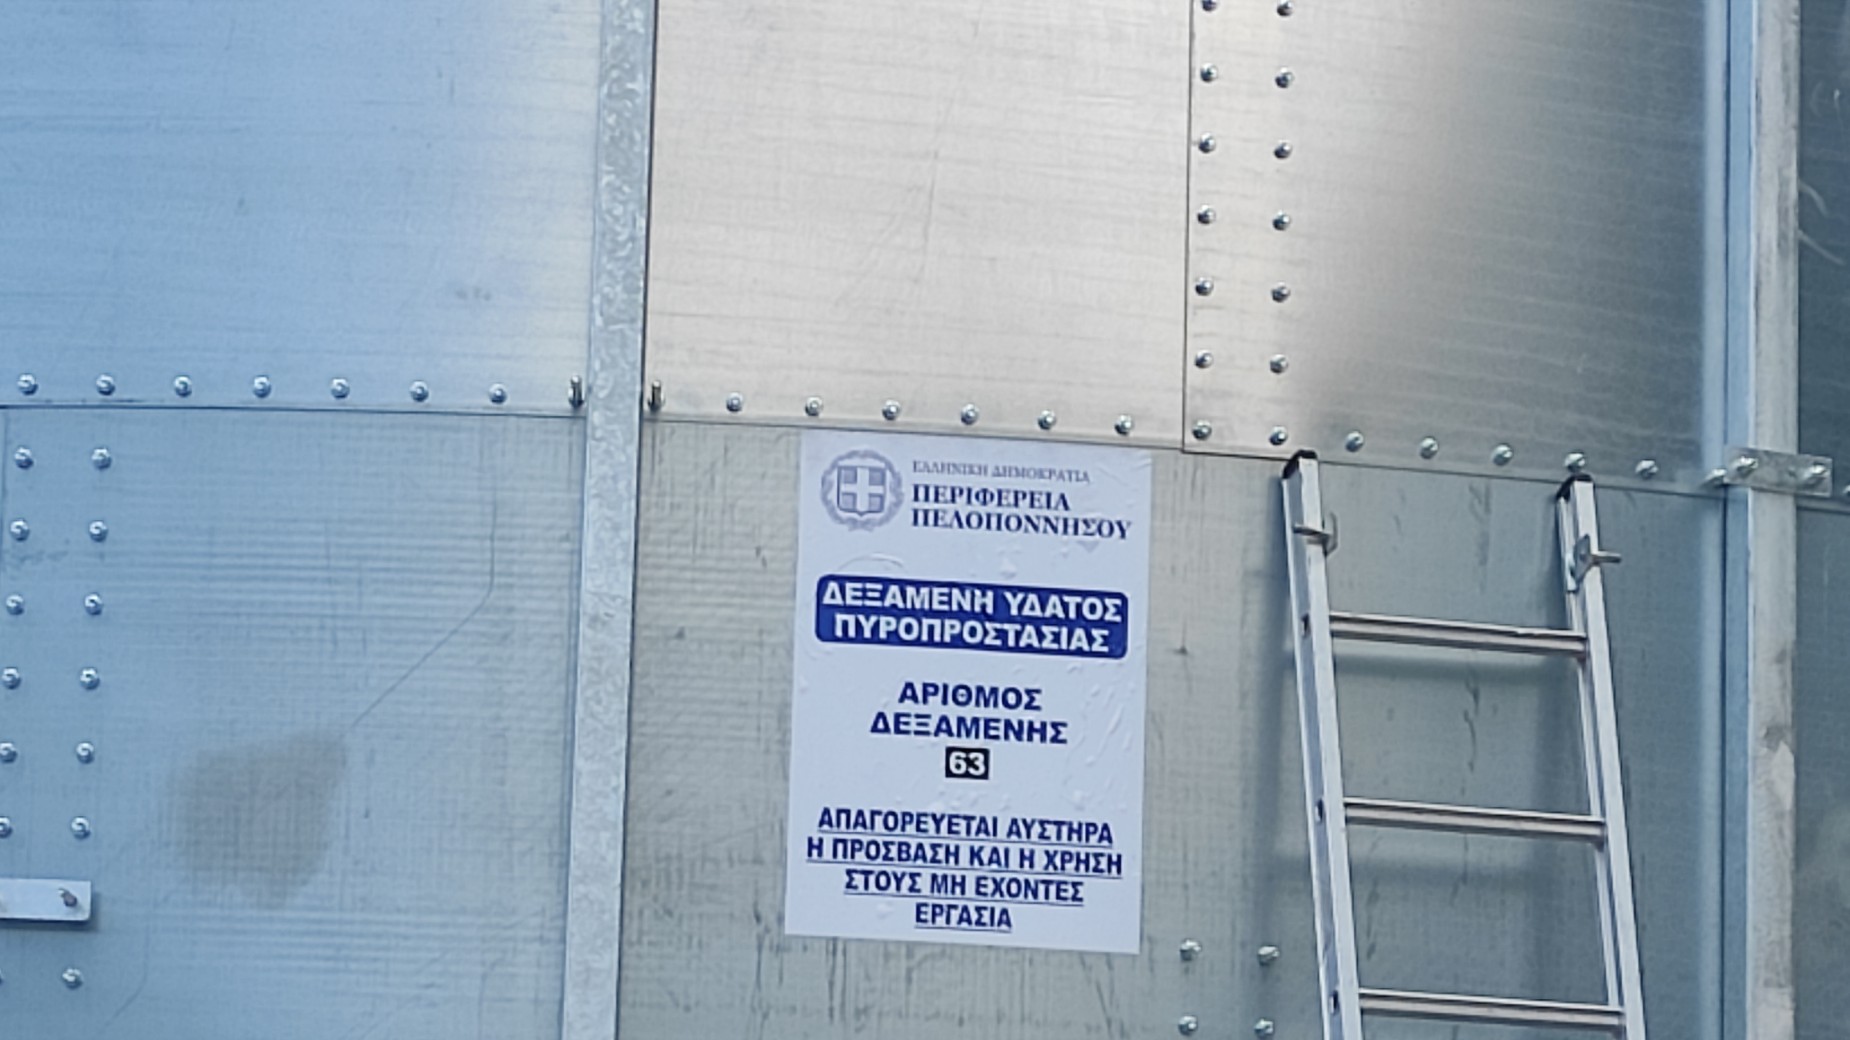 ΕΛΛΗΝΙΚΗ ΔΗΜΟΚΡΑΤΙΑ
ΠΕΡΙΦΕΡΕΙΑ
ΠΕΛΟΠΟΝΝΗΣΟΥ
ΔΕΞΑΜΕΝΗ ΥΔΑΤΟΣ
ΠΥΡΟΠΡΟΣΤΑΣΙΑΣ
ΑΡΙΘΜΟΣ
ΔΕΞΑΜΕΝΗΣ
63
ΑΠΑΓΟΡΕΥΕΤΑΙ ΑΥΣΤΗΡΑ
Η ΠΡΟΣΒΑΣΗ ΚΑΙ Η ΧΡΗΣΗ
ΣΤΟΥΣ ΜΗ ΕΧΟΝΤΕΣ
ΕΡΓΑΣΙΑ